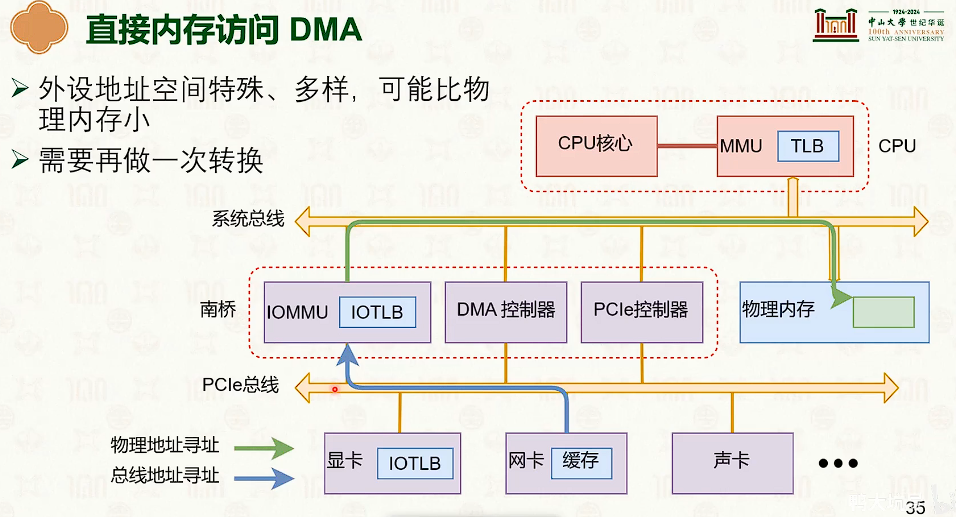 直接内存访问 DMA
1924-2024
中山大学 世纪华诞
100th ANNIVERSARY
SUN YAT-SEN UNIVERSITY
➢ 外设地址空间特殊、多样，可能比物
理内存小
➢ 需要再做一次转换
CPU核心
MMU
TLB
CPU
系统总线
南桥
IOMMU
IOTLB
DMA 控制器
PCIe控制器
物理内存
PCIe总线
物理地址寻址
总线地址寻址
显卡
IOTLB
网卡
缓存
声卡
35